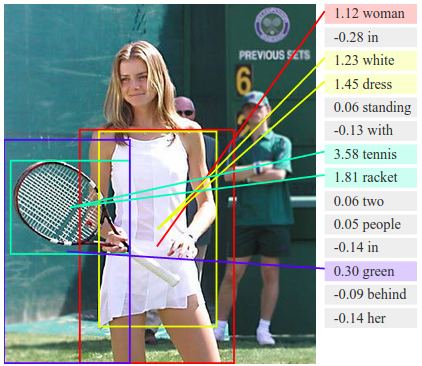 PREVIOUS SETS
6
1.12 woman
-0.28 in
1.23 white
1.45 dress
0.06 standing
-0.13 with
3.58 tennis
1.81 racket
0.06 two
0.05 people
-0.14 in
0.30 green
-0.09 behind
-0.14 her